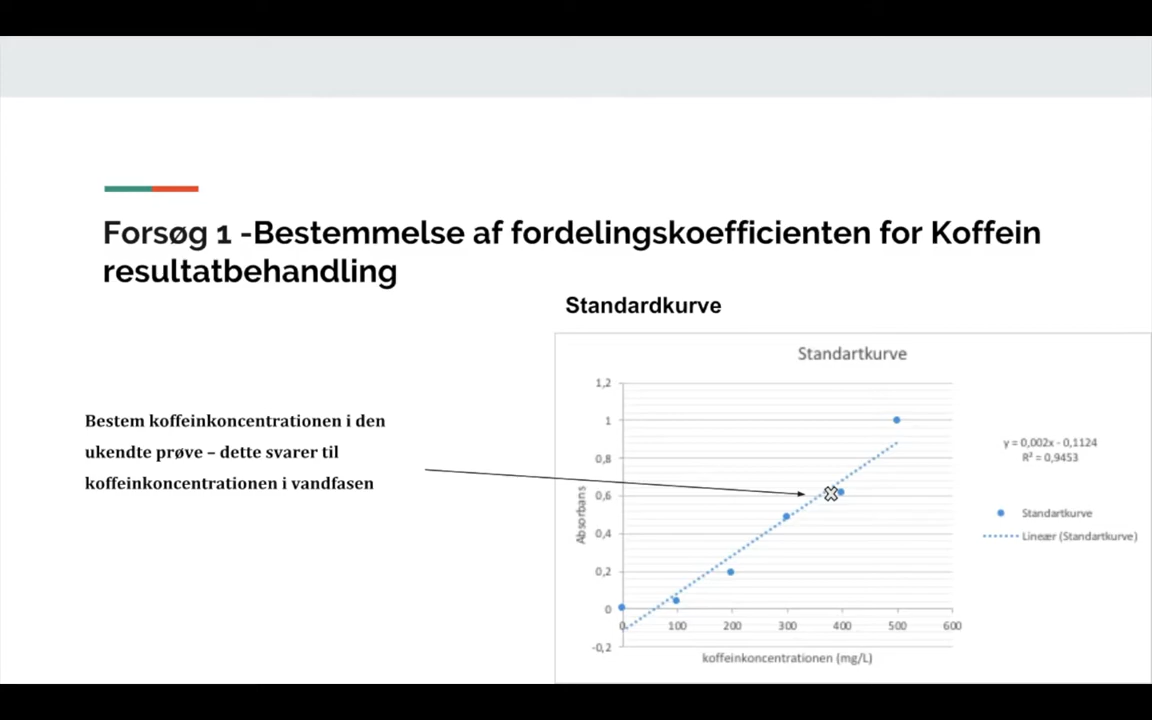 Forsøg 1 -Bestemmelse af fordelingskoefficienten for Koffein
resultatbehandling
Standardkurve
Bestem koffeinkoncentrationen i den
ukendte prøve – dette svarer til
koffeinkoncentrationen i vandfasen
Standartkurve
1,2
1
0,8
0,6
0,4
0,2
0
-0,2
Absorbans
0 100 200 300 400 500 600
koffeinkoncentrationen (mg/L)
y = 0,002x - 0,1124
R² = 0,9453
Standartkurve
Lineær (Standartkurve)